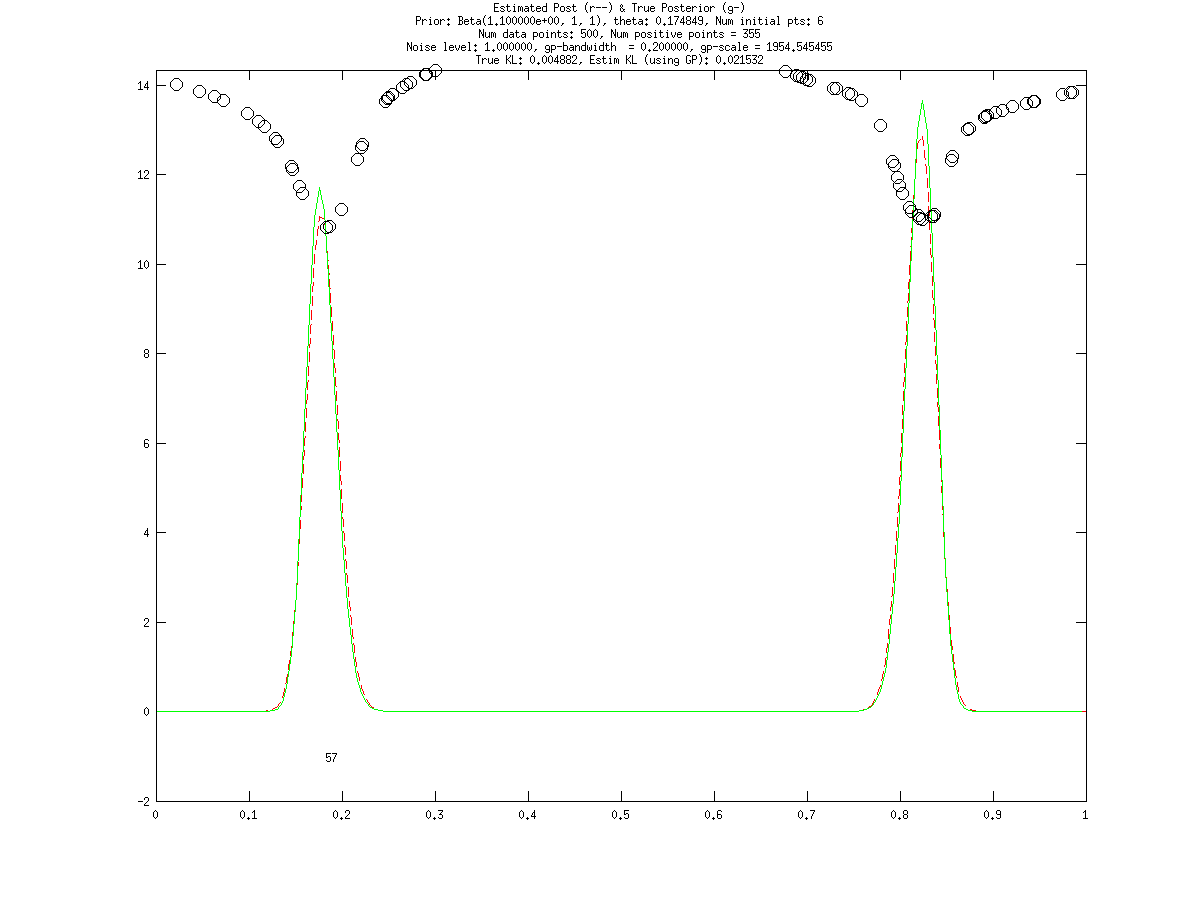 Estimated Post (r--) & True Posterior (g-)
Prior: Beta(1.100000e+00, 1, 1), theta: 0.174849, Num initial pts: 6
Num data points: 500, Num positive points = 355
Noise level: 1.000000, gp-bandwidth  = 0.200000, gp-scale = 1954.545455
True KL: 0.004882, Estim KL (using GP): 0.021532
14
12
10
8
6
4
2
0
57
-2
0 0.1 0.2 0.3 0.4 0.5 0.6 0.7 0.8 0.9 1